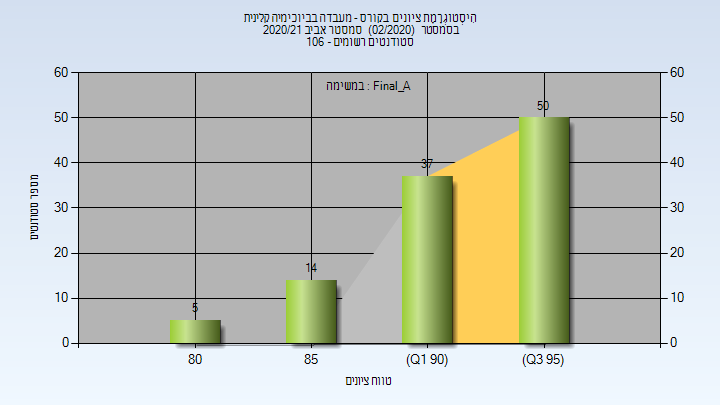 היסטוגרמת ציונים בקורס - מעבדה בביוכימיה קלינית
בסמסטר (02/2020) סמסטר אביב 2020/21
סטודנטים רשומים - 106
במשימה : Final_A
60 60
50 50
40 40
30 30
20 20
10 10
0 0
50
37
14
5
מספר סטודנטים
80 85 (Q1 90) (Q3 95)
טווח ציונים